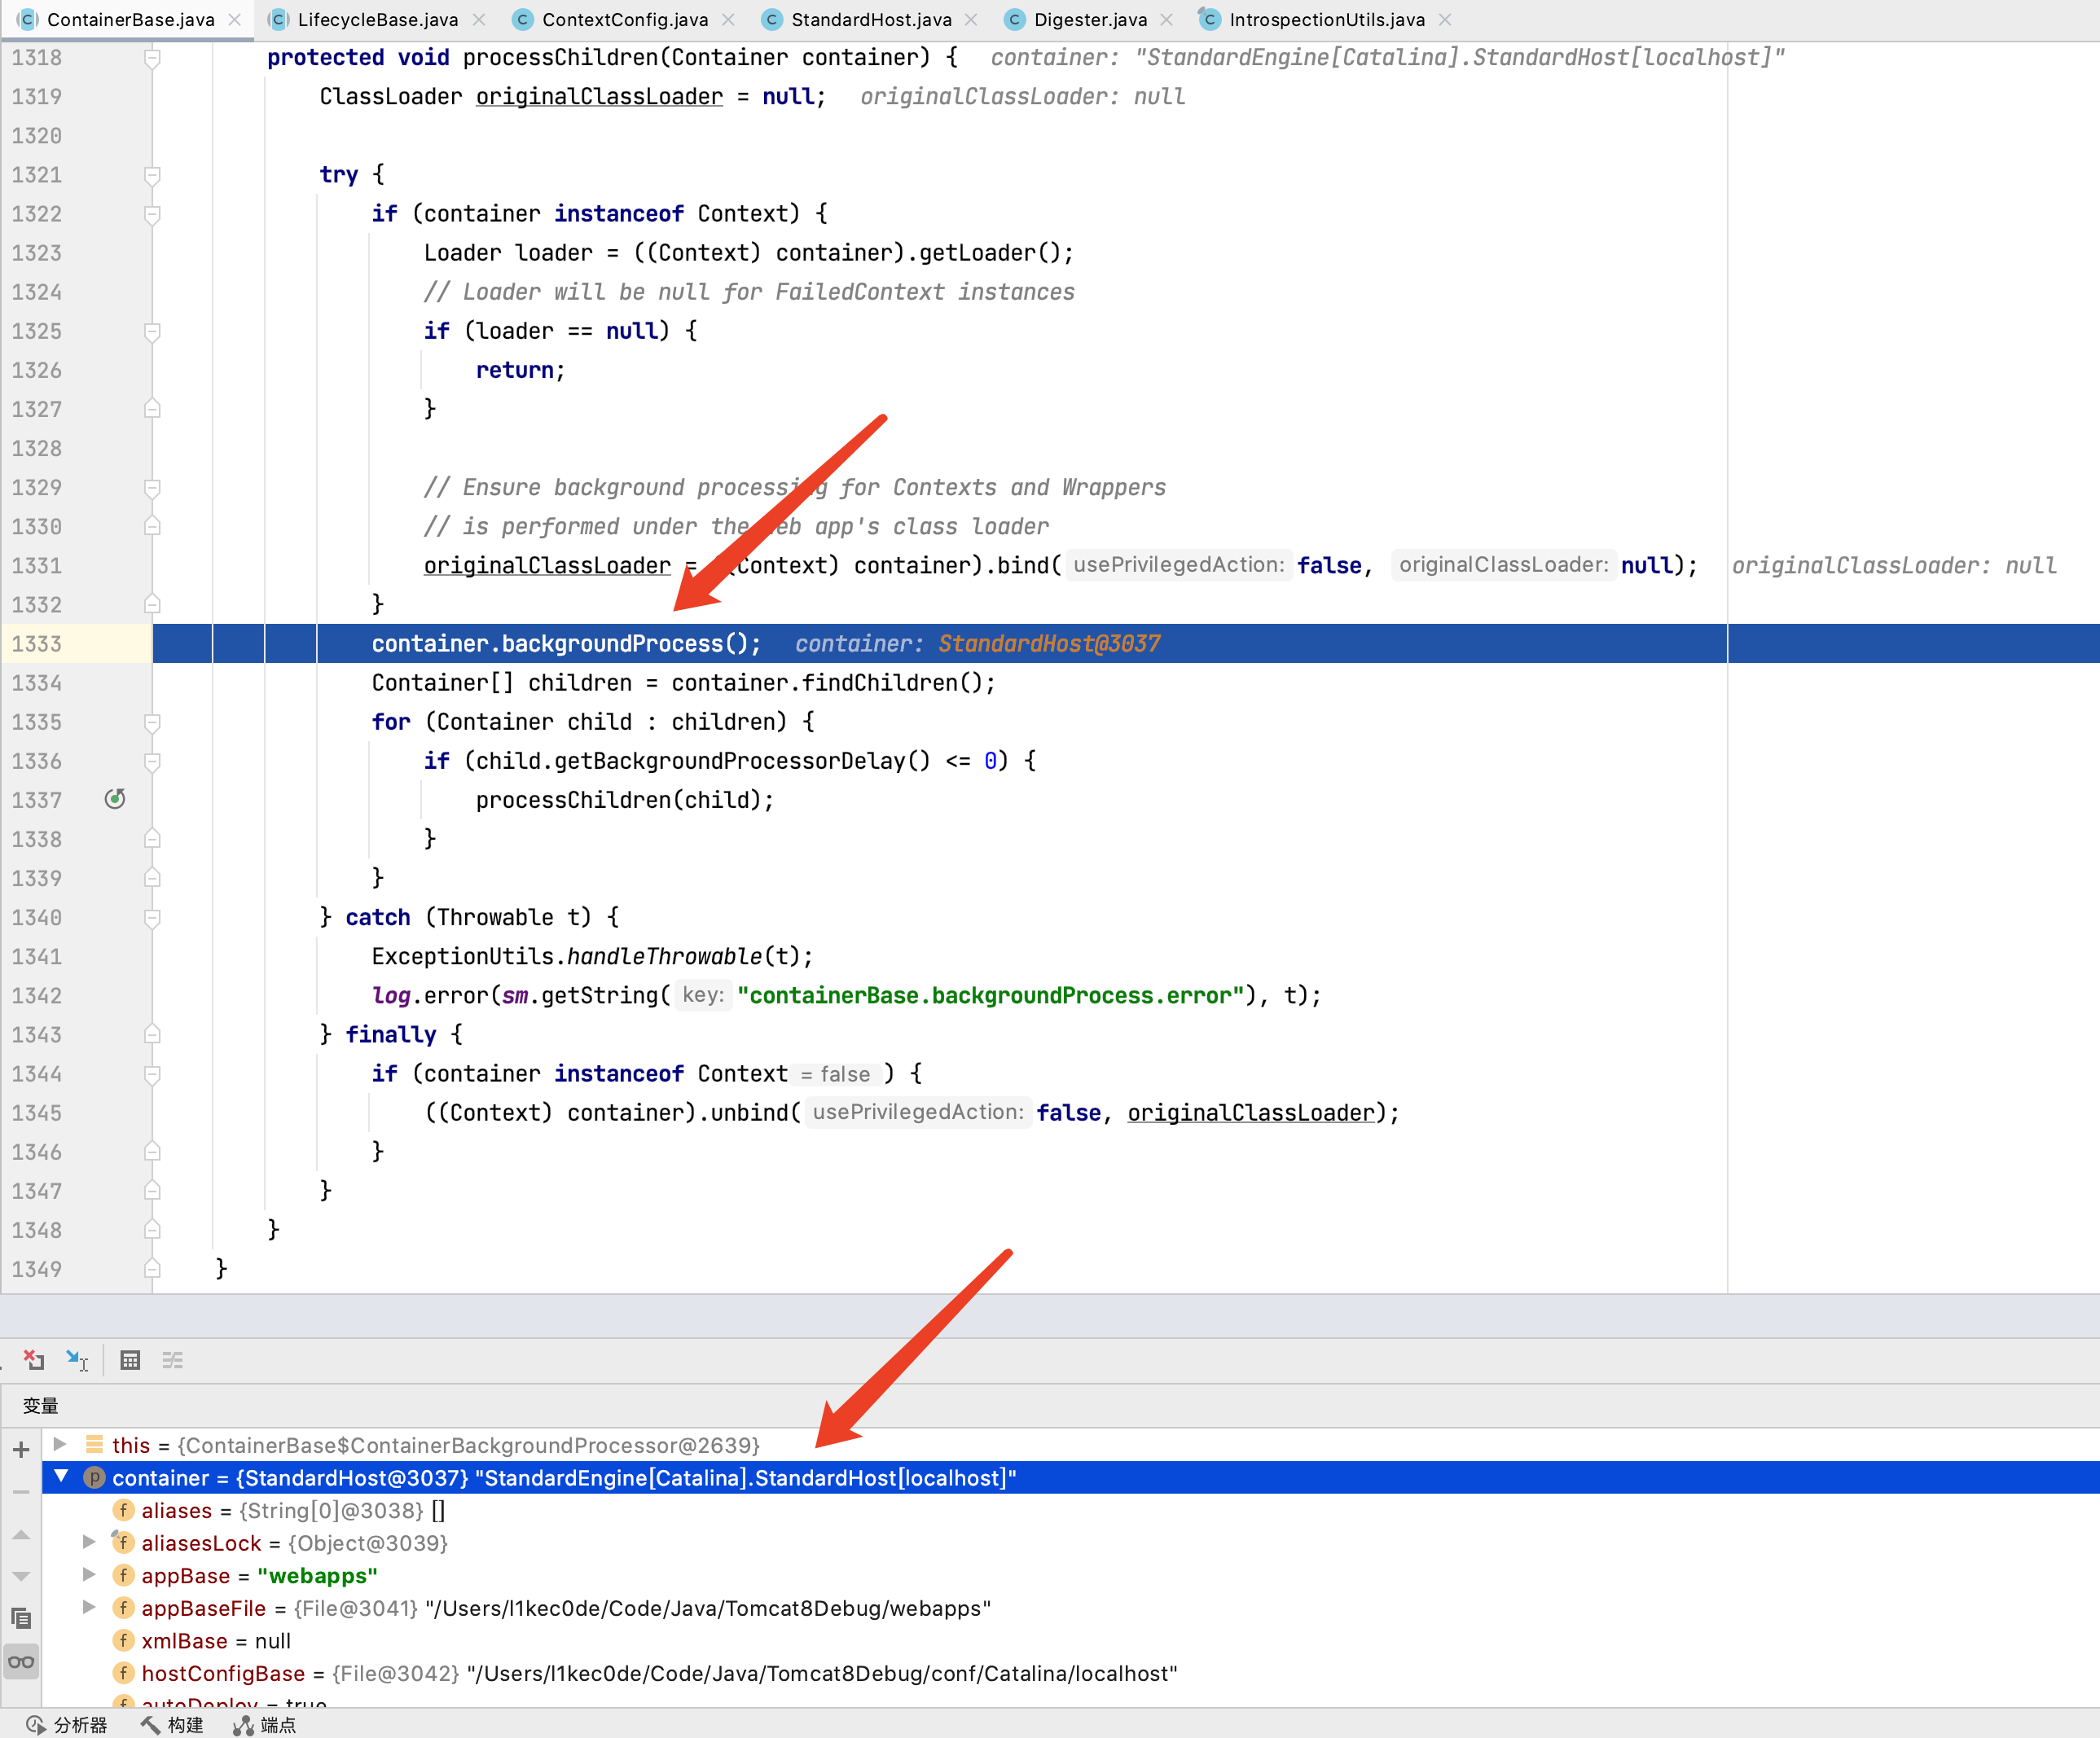 ContainerBase.java LifecycleBase.java ContextConfig.java StandardHost.java Digester.java IntrospectionUtils.java
1318 protected void processChildren(Container container) { container: "StandardEngine[Catalina].StandardHost[localhost]"
1319 ClassLoader originalClassLoader = null; originalClassLoader: null
1320
1321 try {
1322 if (container instanceof Context) {
1323 Loader loader = ((Context) container).getLoader();
1324 // Loader will be null for FailedContext instances
1325 if (loader == null) {
1326 return;
1327 }
1328
1329 // Ensure background processing for Contexts and Wrappers
1330 // is performed under the web app's class loader
1331 originalClassLoader = ((Context) container).bind( usePrivilegedAction: false, originalClassLoader: null); originalClassLoader: null
1332 }
1333 container.backgroundProcess(); container: StandardHost@3037
1334 Container[] children = container.findChildren();
1335 for (Container child : children) {
1336 if (child.getBackgroundProcessorDelay() <= 0) {
1337 processChildren(child);
1338 }
1339 }
1340 } catch (Throwable t) {
1341 ExceptionUtils.handleThrowable(t);
1342 log.error(sm.getString( key: "containerBase.backgroundProcess.error"), t);
1343 } finally {
1344 if (container instanceof Context = false ) {
1345 ((Context) container).unbind( usePrivilegedAction: false, originalClassLoader);
1346 }
1347 }
1348 }
1349 }
变量
this = {ContainerBase$ContainerBackgroundProcessor@2639}
container = {StandardHost@3037} "StandardEngine[Catalina].StandardHost[localhost]"
aliases = {String[0]@3038} []
aliasesLock = {Object@3039}
appBase = "webapps"
appBaseFile = {File@3041} "/Users/l1kec0de/Code/Java/Tomcat8Debug/webapps"
xmlBase = null
hostConfigBase = {File@3042} "/Users/l1kec0de/Code/Java/Tomcat8Debug/conf/Catalina/localhost"
autoDeploy = true
分析器 构建 端点